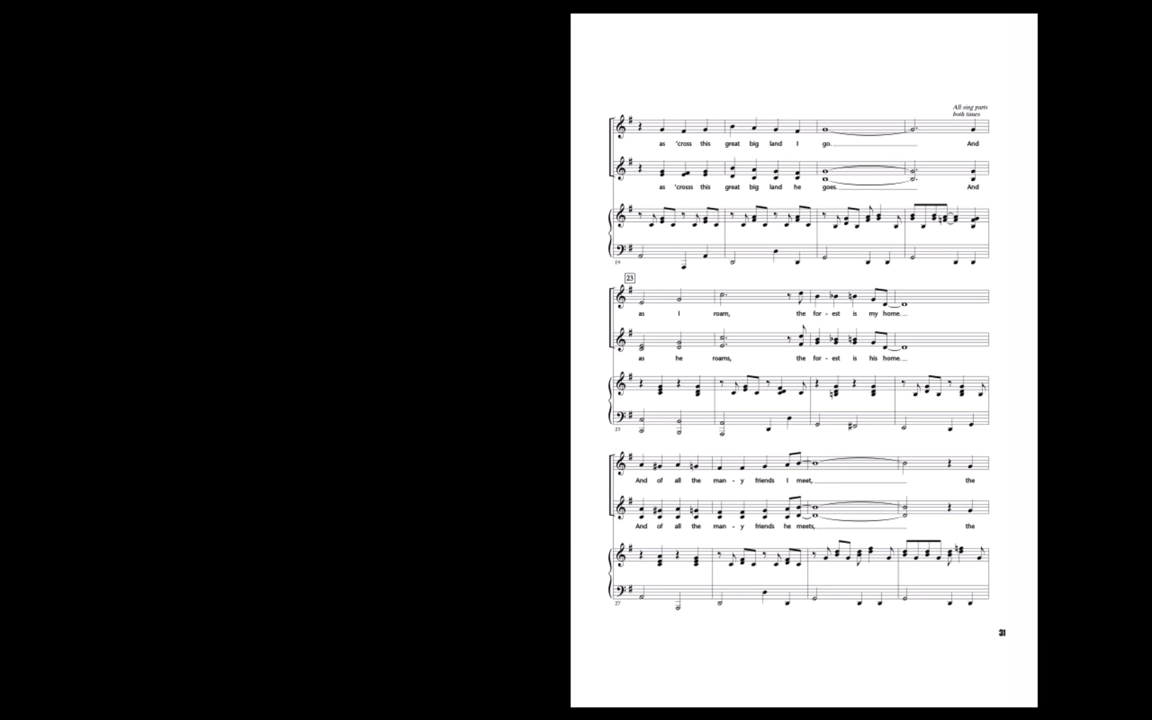 All sing parts
both times
as 'cross this great big land I go. And
as 'crosss this great big land he goes. And
19
23
as I roam, the for - est is my home.
as he roams, the for - est is his home.
23
And of all the man - y friends I meet, the
And of all the man - y friends he meets, the
27
31